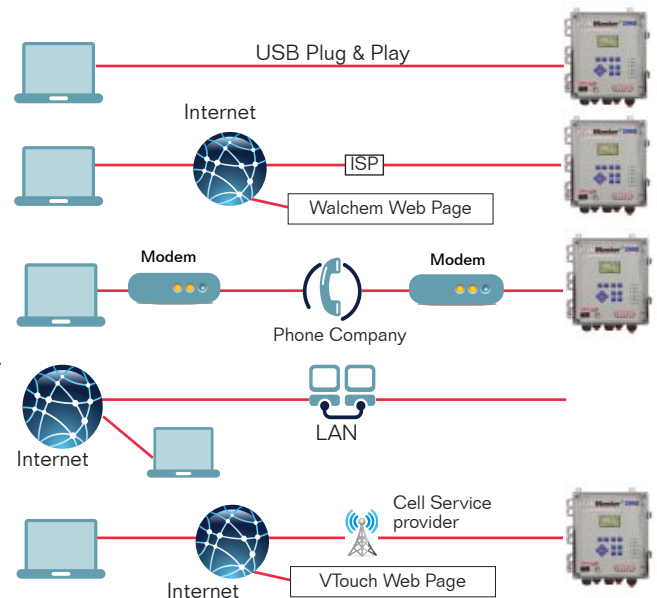 USB Plug & Play
Internet
ISP
Walchem Web Page
Modem
Modem
Phone Company
LAN
Internet
Cell Service
provider
VTouch Web Page
Internet